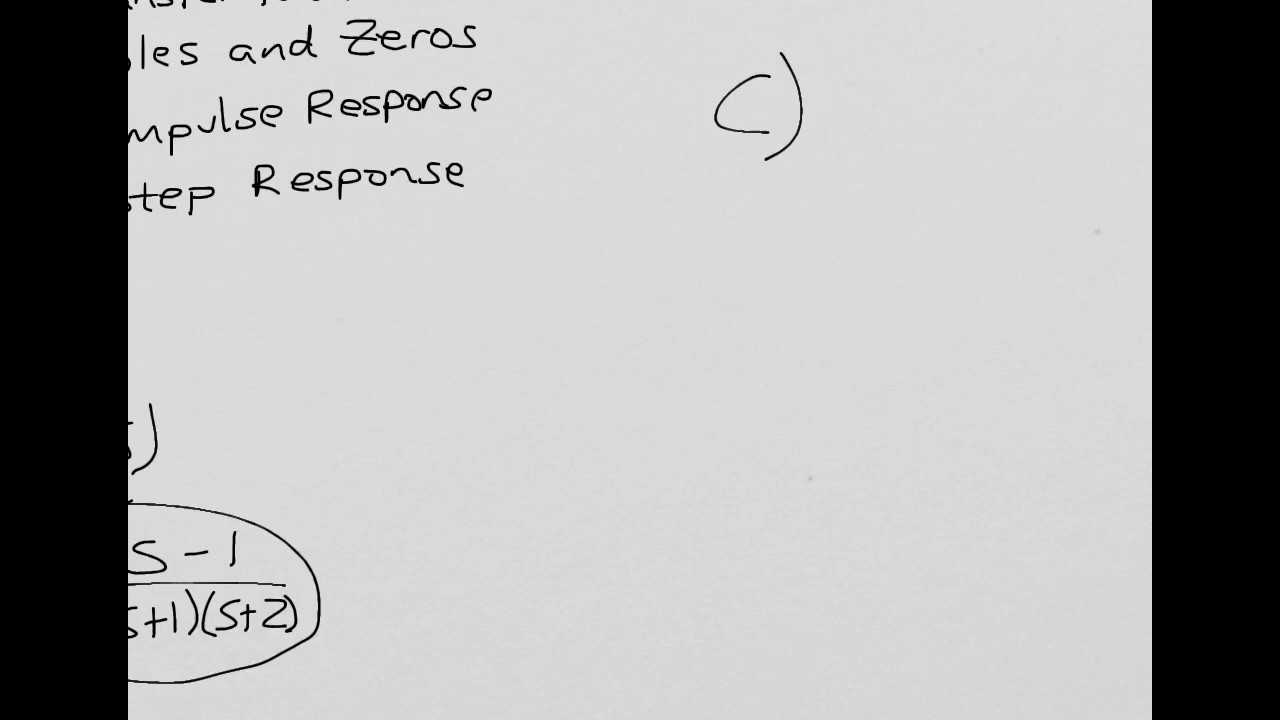 les and Zeros
mpulse Response
step Response
c)
)
s - 1
s+1)(s+2)